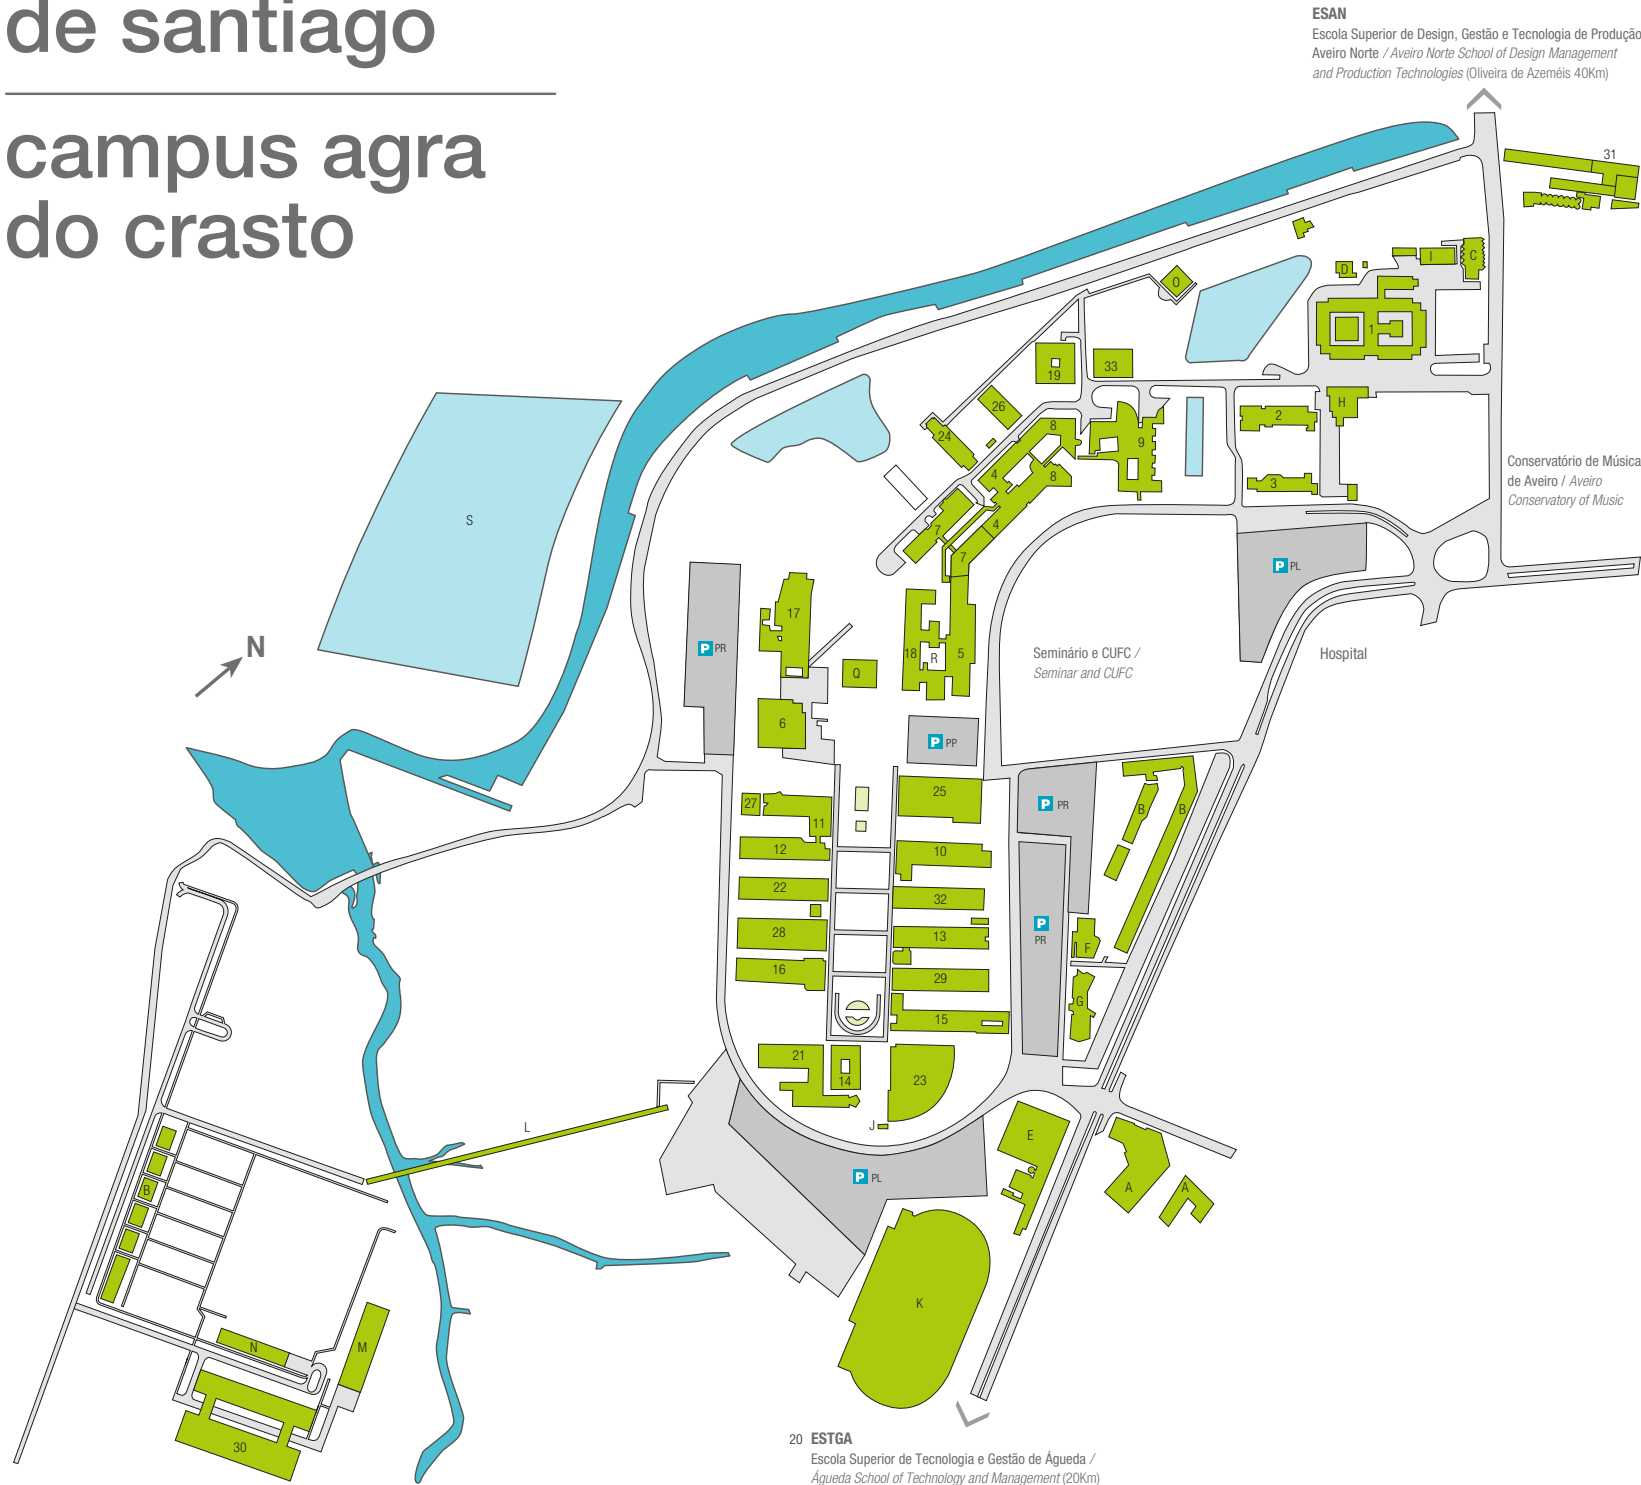 de santiago
campus agra
do crasto
ESAN
Escola Superior de Design, Gestão e Tecnologia de Produção
Aveiro Norte / Aveiro Norte School of Design Management
and Production Technologies (Oliveira de Azeméis 40Km)
31
C
I
D
O
1
33
19
H
26
2
8
24
9
Conservatório de Música
de Aveiro / Aveiro
Conservatory of Music
4
8
3
S
7
4
7
P PL
17
N
P PR
18
R
5
Seminário e CUFC /
Seminar and CUFC
Hospital
Q
6
P PP
25
27
P PR
B
B
11
12
10
22
32
P
PR
28
13
F
16
29
G
15
21
14
23
L
J
E
P PL
B
A
A
K
N
M
30
20 ESTGA
Escola Superior de Tecnologia e Gestão de Águeda /
Águeda School of Technology and Management (20Km)